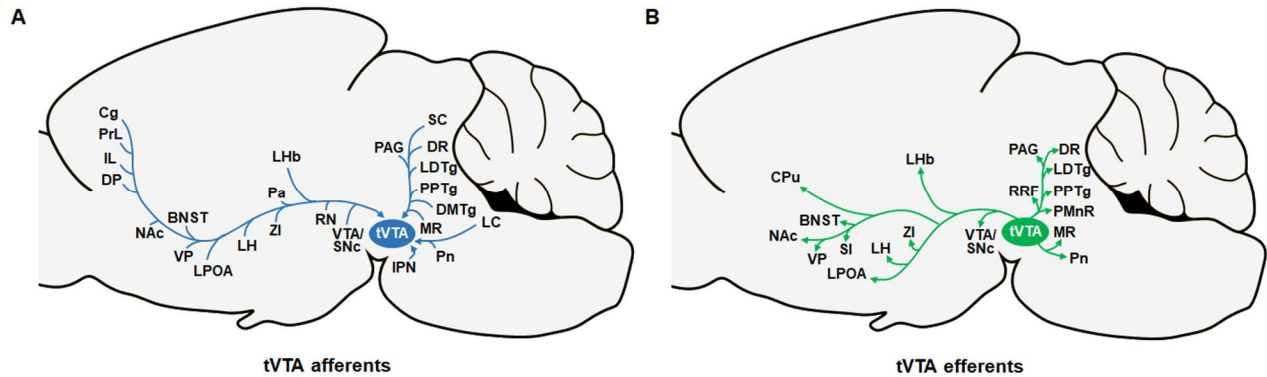 A
Cg
PrL
IL
DP
NAc
BNST
VP
LPOA
LH
ZI
Pa
LHb
RN
VTA/
SNc
tVTA
PAG
SC
DR
LDTg
PPTg
DMTg
MR
LC
Pn
IPN
tVTA afferents
B
CPu
LHb
NAc
BNST
VP
SI
LH
ZI
LPOA
VTA/
SNc
tVTA
PAG
DR
LDTg
RRF
PPTg
PMnR
MR
Pn
tVTA efferents